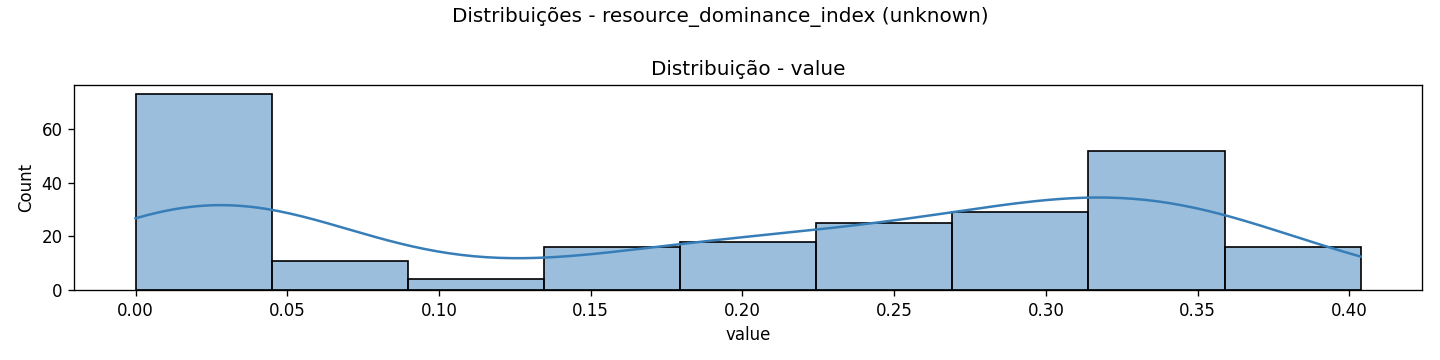 Distribuições - resource_dominance_index (unknown)
Distribuição - value
Count
60
40
20
0
0.00 0.05 0.10 0.15 0.20 0.25 0.30 0.35 0.40
value